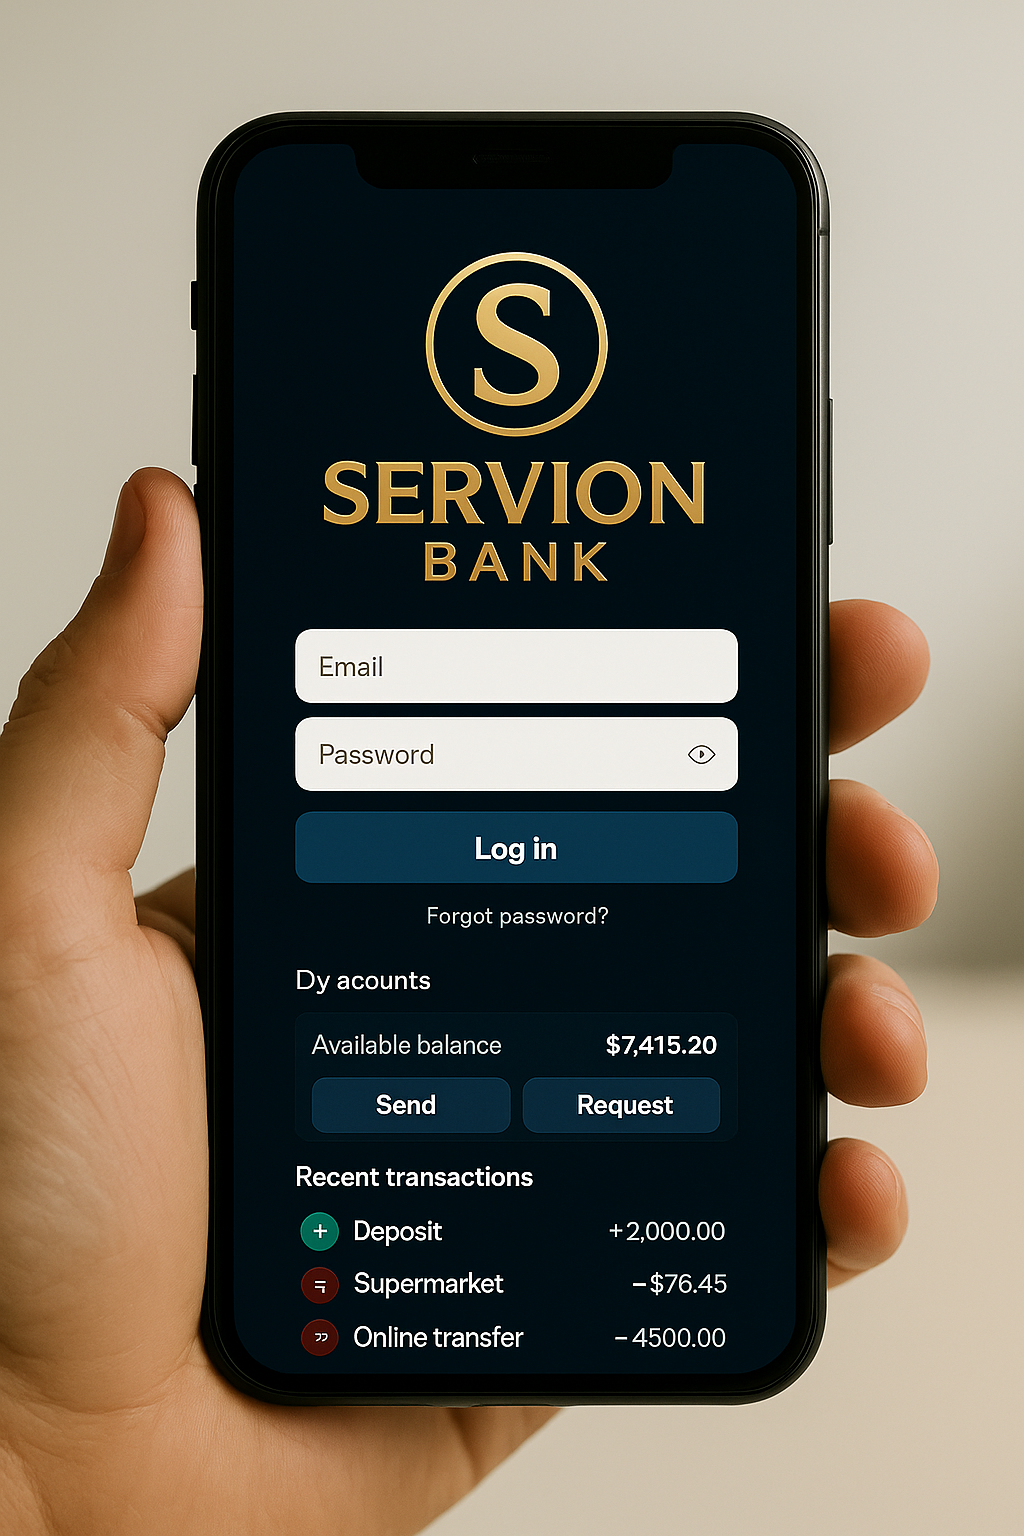 S
SERVION
BANK
Email
Password
Log in
Forgot password?
Dy acounts
Available balance $7,415.20
Send Request
Recent transactions
Deposit +2,000.00
Supermarket –$76.45
Online transfer –4500.00